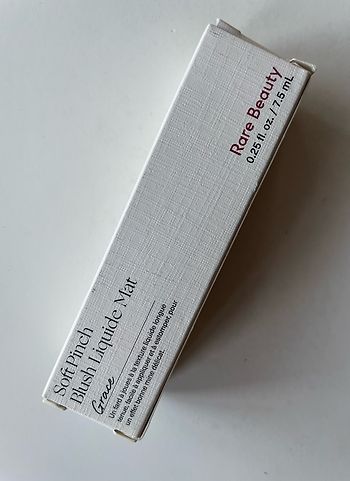 Rare Beauty
0.25 fl. oz. / 7.5 mL
Soft Pinch
Blush Liquide Mat
Grace
Un fard à joues à la texture liquide longue
tenue, facile à appliquer et à estomper, pour
un effet bonne mine délicat.